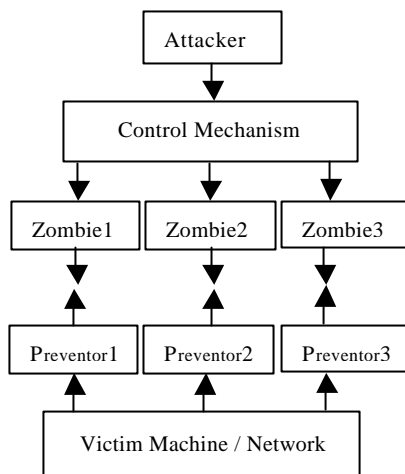 Attacker
Control Mechanism
Zombie1 Zombie2 Zombie3
Preventor1 Preventor2 Preventor3
Victim Machine / Network